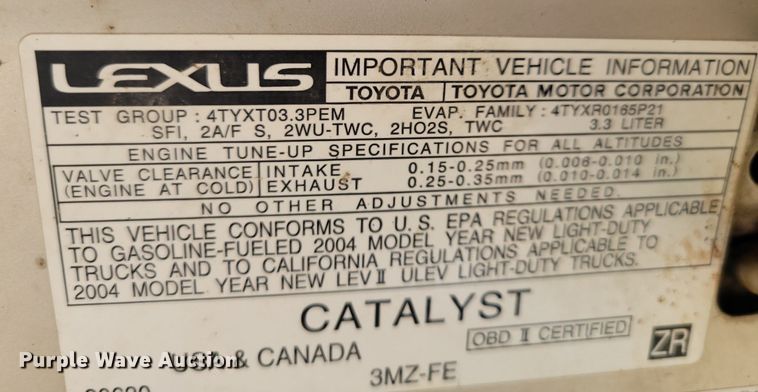 LEXUS
IMPORTANT VEHICLE INFORMATION
TOYOTA TOYOTA MOTOR CORPORATION
TEST GROUP : 4TYXT03.3PEM EVAP. FAMILY : 4TYXR0165P21
SFI, 2A/F S, 2WU-TWC, 2HO2S, TWC 3.3 LITER
ENGINE TUNE-UP SPECIFICATIONS FOR ALL ALTITUDES
VALVE CLEARANCE INTAKE 0.15-0.25mm (0.006-0.010 in.)
(ENGINE AT COLD) EXHAUST 0.25-0.35mm (0.010-0.014 in.)
NO OTHER ADJUSTMENTS NEEDED.
THIS VEHICLE CONFORMS TO U.S. EPA REGULATIONS APPLICABLE
TO GASOLINE-FUELED 2004 MODEL YEAR NEW LIGHT-DUTY
TRUCKS AND TO CALIFORNIA REGULATIONS APPLICABLE TO
2004 MODEL YEAR NEW LEV II ULEV LIGHT-DUTY TRUCKS.
CATALYST
OBD II CERTIFIED
ZR
USA & CANADA
3MZ-FE
Purple Wave Auction